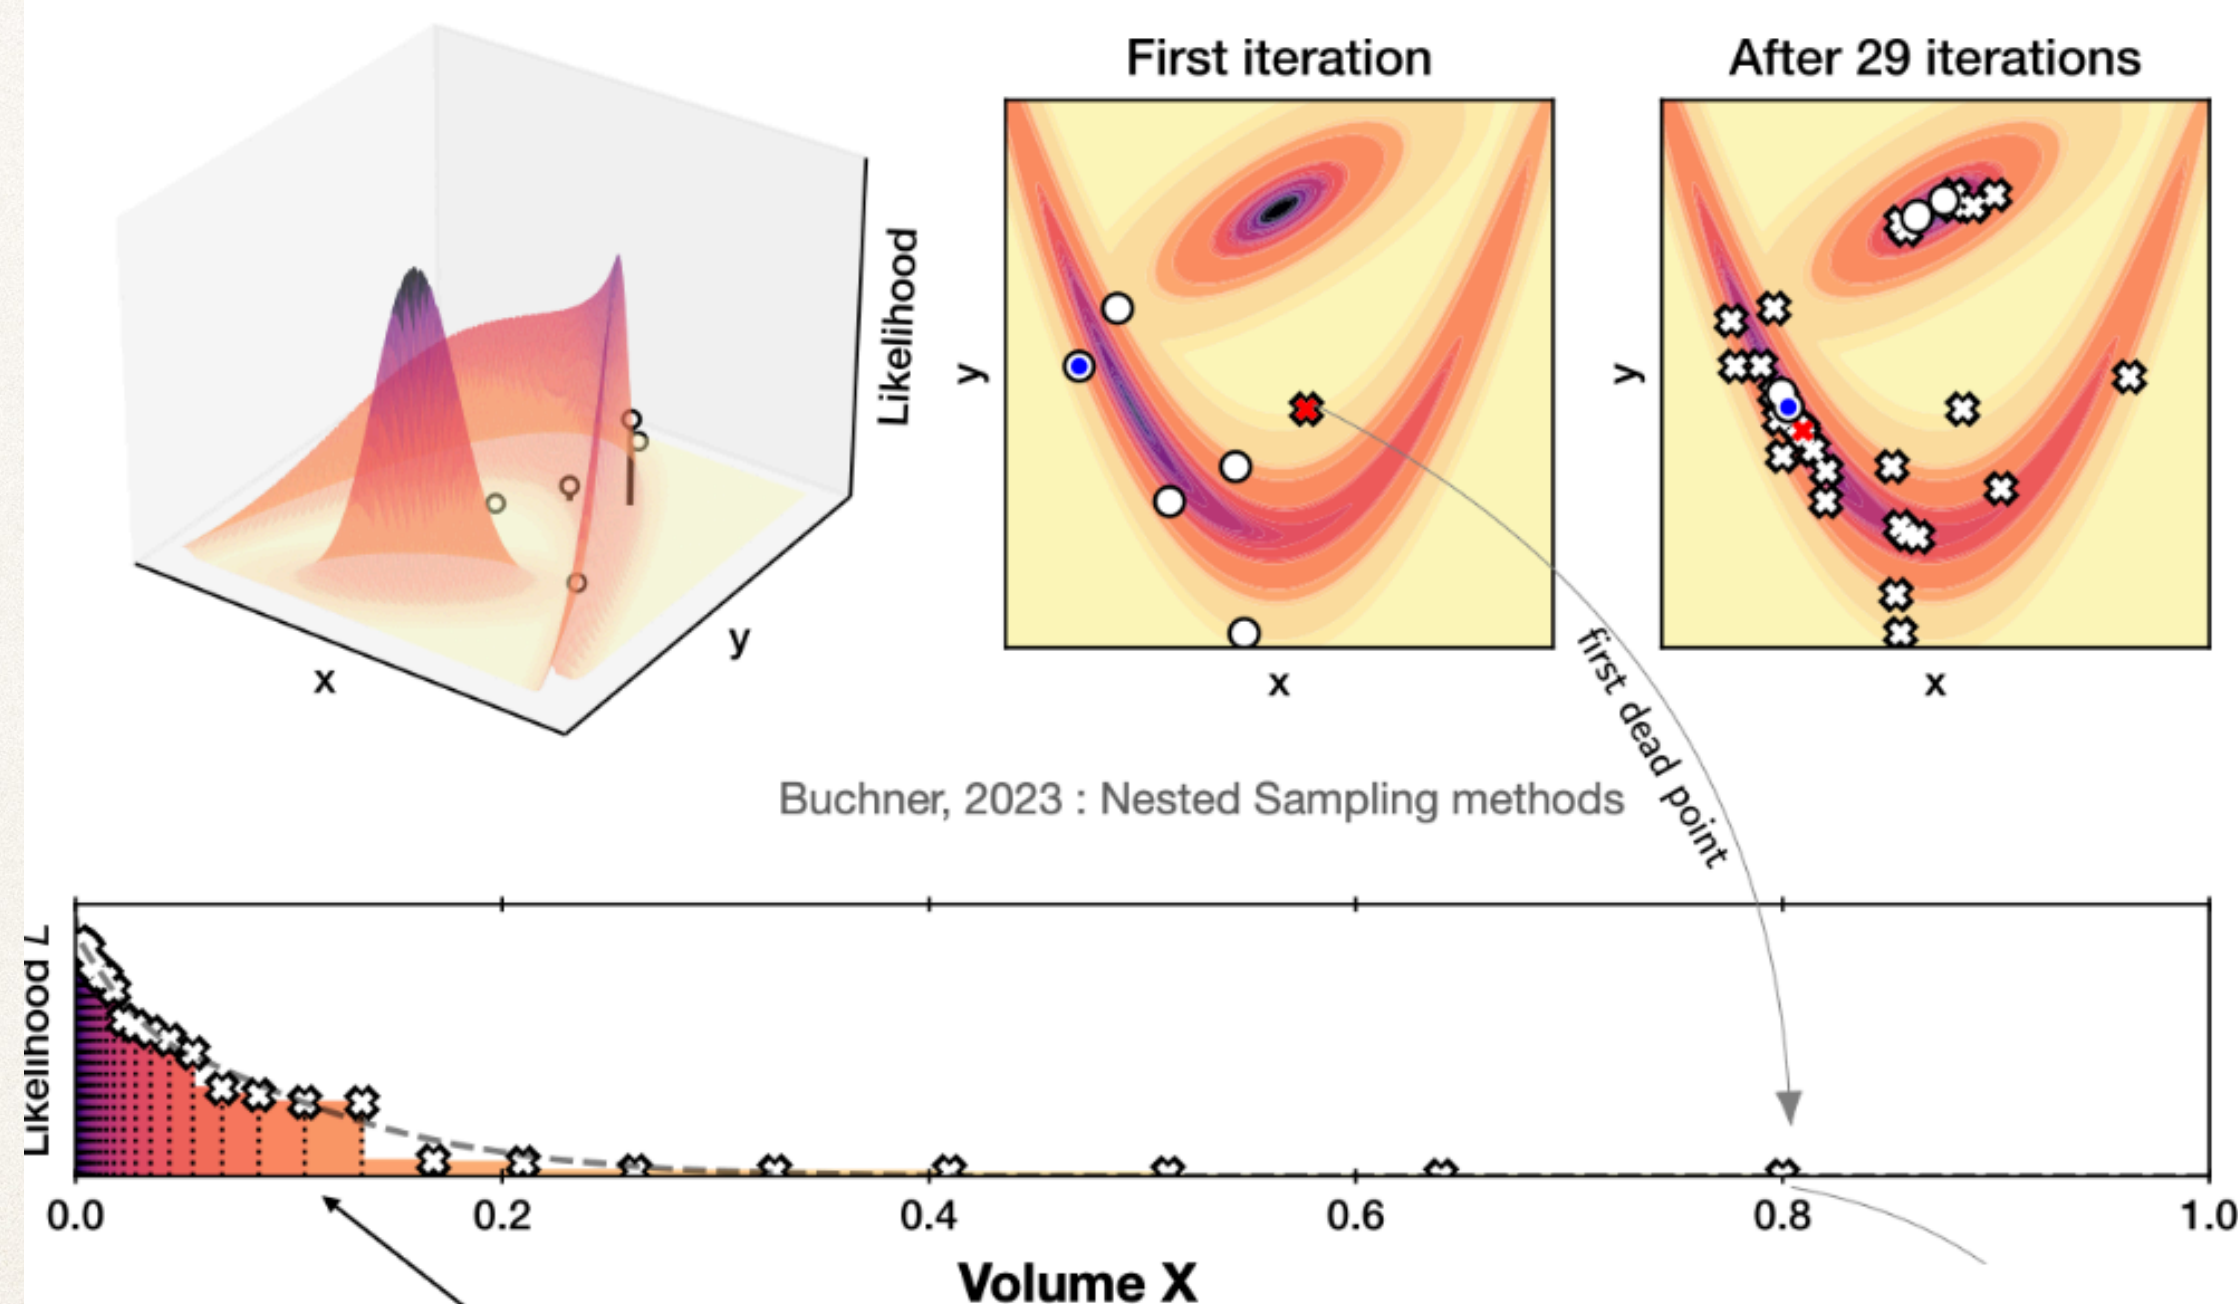 First iteration
After 29 iterations
Likelihood
y
x
y
x
y
x
first dead point
Buchner, 2023 : Nested Sampling methods
Likelihood L
0.0
0.2
0.4
0.6
0.8
1.0
Volume X